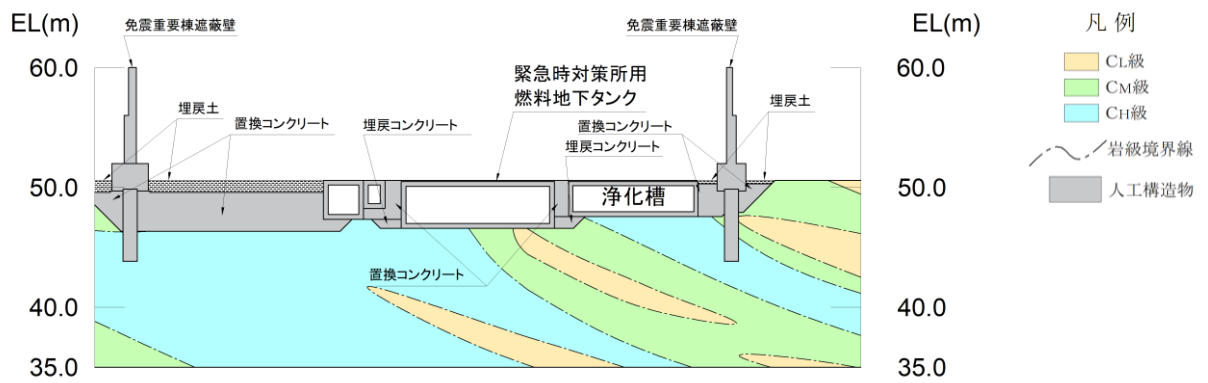 EL(m)
免震重要棟遮蔽壁
免震重要棟遮蔽壁
EL(m)
凡 例
60.0
緊急時対策所用
燃料地下タンク
60.0
CL級
CM級
CH級
埋戻土
置換コンクリート
埋戻コンクリート
置換コンクリート
埋戻土
埋戻コンクリート
岩級境界線
50.0
浄化槽
50.0
人工構造物
置換コンクリート
40.0
40.0
35.0
35.0